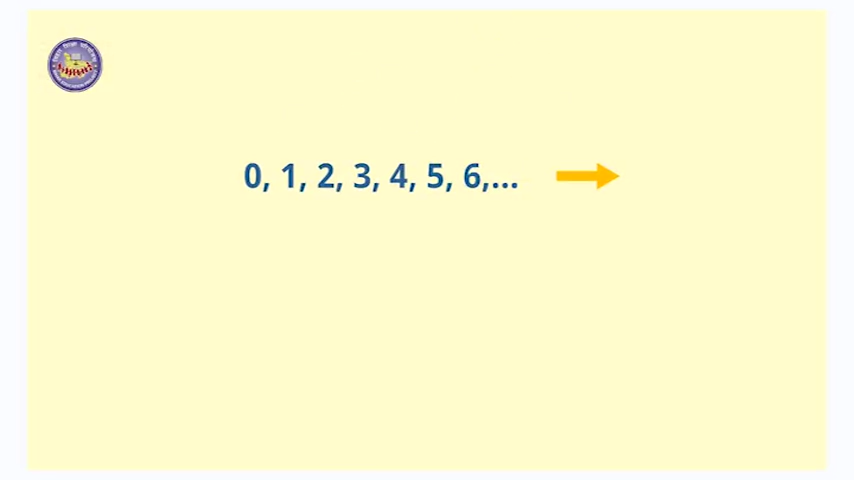 0, 1, 2, 3, 4, 5, 6,...